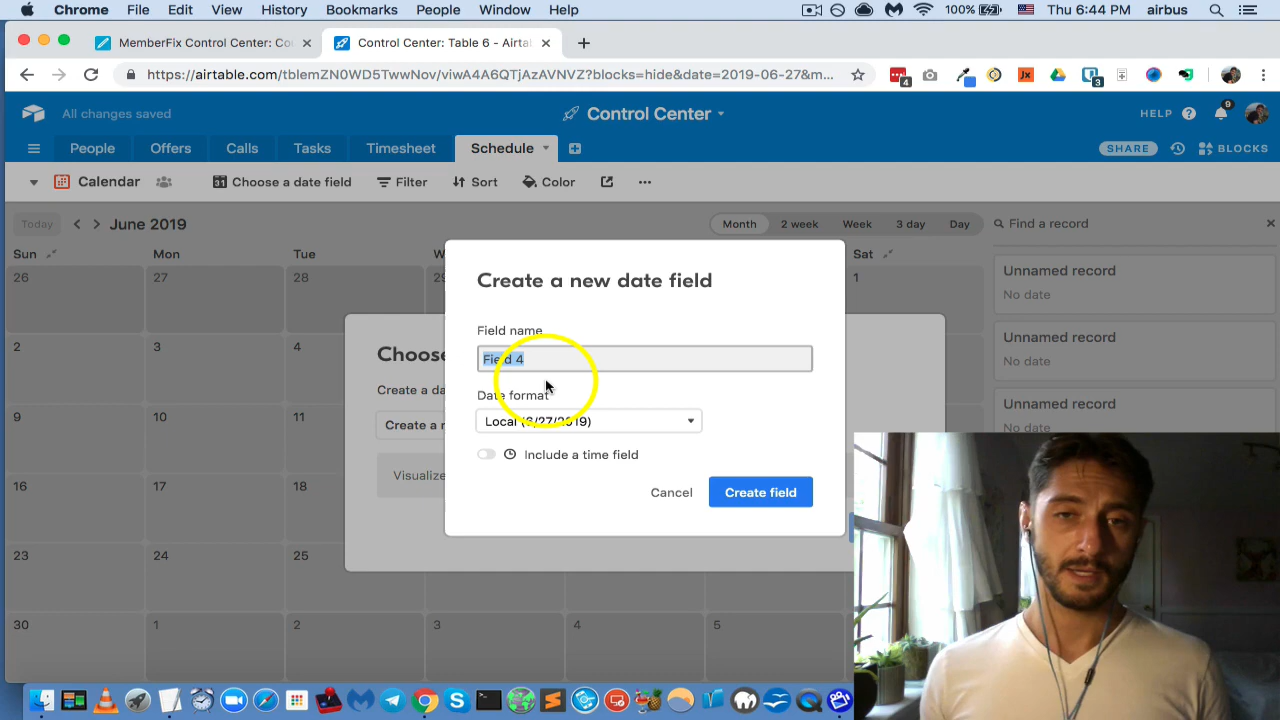 Chrome File Edit View History Bookmarks People Window Help 100% Thu 6:44 PM airbus
MemberFix Control Center: Co
Control Center: Table 6 - Airta
https://airtable.com/tblemZN0WD5TwwNov/viwA4A6QTjAzAVNVZ?blocks=hide&date=2019-06-27&m...
4
3
All changes saved
Control Center
HELP
9
People Offers Calls Tasks Timesheet Schedule
SHARE
BLOCKS
Calendar
31 Choose a date field Filter Sort Color
Today
June 2019
Month 2 week Week 3 day Day
Find a record
Sun Mon Tue W Sat
26 27 28 29 1
2 3 4
9 10 11
16 17 18
23 24 25
30 1 2 3 4 5
Unnamed record
No date
Unnamed record
No date
Unnamed record
No date
Choose
Create a da
Create a n
Visualize
Create a new date field
Field name
Field 4
Date format
Local (6/27/2019)
Include a time field
Cancel Create field